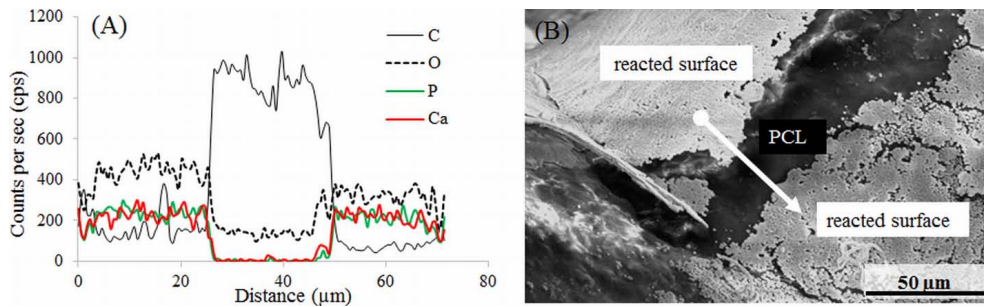 (A)
1200
1000
800
600
400
200
0
Counts per sec (cps)
C
O
P
Ca
0 20 40 60 80
Distance (µm)
(B)
reacted surface
PCL
reacted surface
50 µm